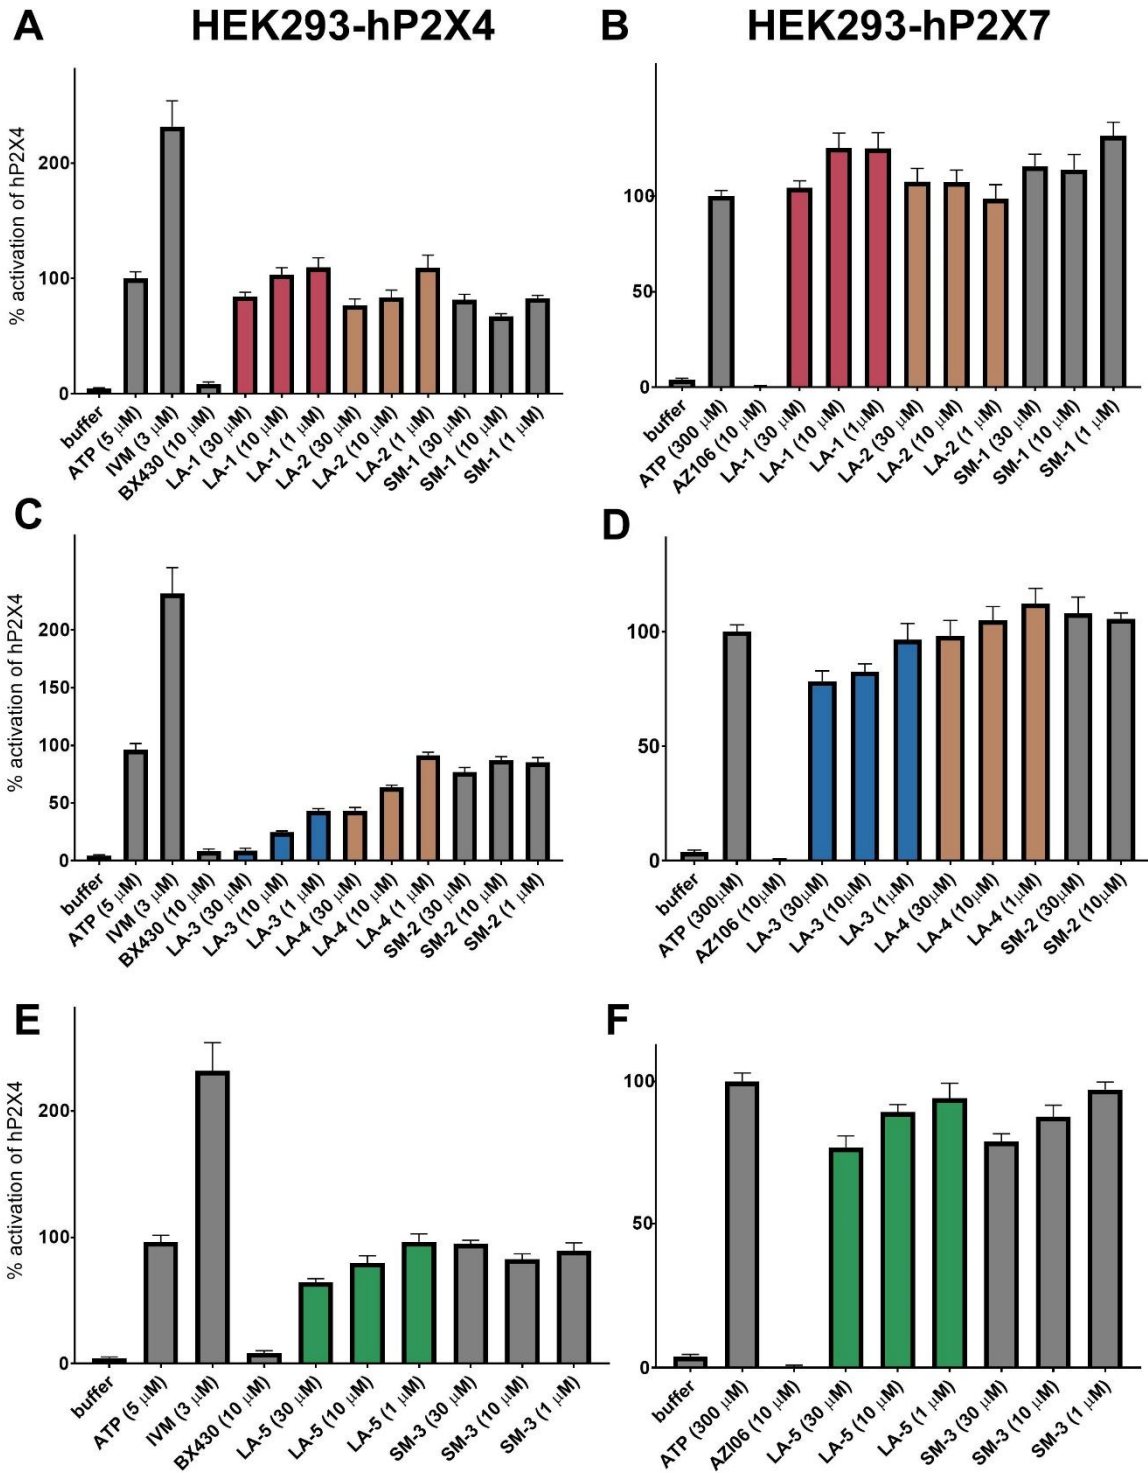 A HEK293-hP2X4
% activation of hP2X4
200
100
0
buffer
ATP (5 μM)
IVM (3 μM)
BX430 (10 μM)
LA-1 (30 μM)
LA-1 (10 μM)
LA-1 (1 μM)
LA-2 (30 μM)
LA-2 (10 μM)
LA-2 (1 μM)
SM-1 (30 μM)
SM-1 (10 μM)
SM-1 (1 μM)
B HEK293-hP2X7
100
50
0
buffer
ATP (300 μM)
AZ106 (10 μM)
LA-1 (30 μM)
LA-1 (10 μM)
LA-1 (1μM)
LA-2 (30 μM)
LA-2 (10 μM)
LA-2 (1 μM)
SM-1 (30 μM)
SM-1 (10 μM)
SM-1 (1 μM)
C
% activation of hP2X4
200
150
100
50
0
buffer
ATP (5 μM)
IVM (3 μM)
BX430 (10 μM)
LA-3 (30 μM)
LA-3 (10 μM)
LA-3 (1 μM)
LA-4 (30 μM)
LA-4 (10 μM)
LA-4 (1 μM)
SM-2 (30 μM)
SM-2 (10 μM)
SM-2 (1 μM)
D
100
50
0
buffer
ATP (300μM)
AZ106 (10μM)
LA-3 (30μM)
LA-3 (10μM)
LA-3 (1μM)
LA-4 (30μM)
LA-4 (10μM)
LA-4 (1μM)
SM-2 (30μM)
SM-2 (10μM)
E
% activation of hP2X4
200
100
0
buffer
ATP (5 μM)
IVM (3 μM)
BX430 (10 μM)
LA-5 (30 μM)
LA-5 (10 μM)
LA-5 (1 μM)
SM-3 (30 μM)
SM-3 (10 μM)
SM-3 (1 μM)
F
100
50
0
buffer
ATP (300 μM)
AZI06 (10 μM)
LA-5 (30 μM)
LA-5 (10 μM)
LA-5 (1 μM)
SM-3 (30 μM)
SM-3 (10 μM)
SM-3 (1 μM)